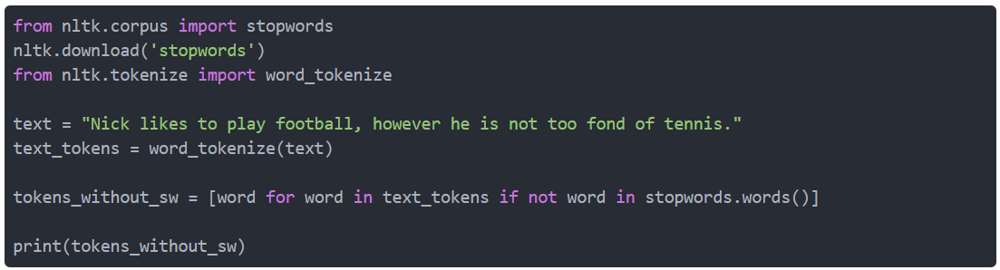 from nltk.corpus import stopwords
nltk.download('stopwords')
from nltk.tokenize import word_tokenize
text = "Nick likes to play football, however he is not too fond of tennis."
text_tokens = word_tokenize(text)
tokens_without_sw = [word for word in text_tokens if not word in stopwords.words()]
print(tokens_without_sw)